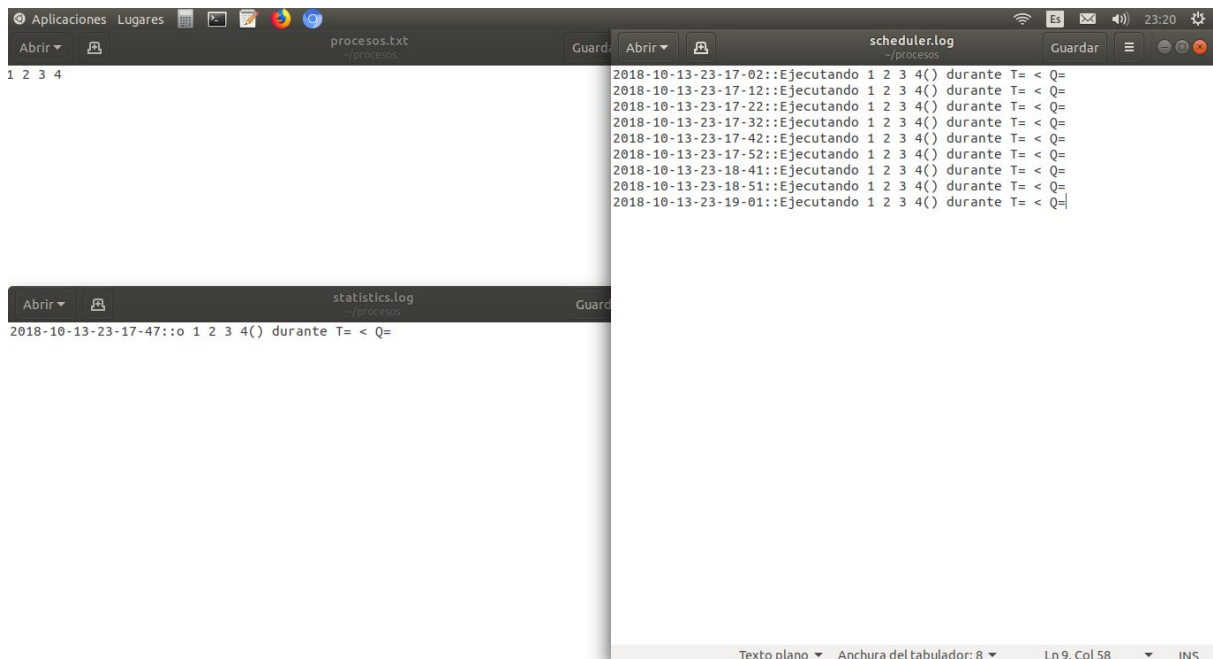 Aplicaciones Lugares
Es 23:20
Abrir procesos.txt Guarda
~/procesos
1 2 3 4
Abrir scheduler.log Guardar
~/procesos
2018-10-13-23-17-02::Ejecutando 1 2 3 4() durante T= < Q=
2018-10-13-23-17-12::Ejecutando 1 2 3 4() durante T= < Q=
2018-10-13-23-17-22::Ejecutando 1 2 3 4() durante T= < Q=
2018-10-13-23-17-32::Ejecutando 1 2 3 4() durante T= < Q=
2018-10-13-23-17-42::Ejecutando 1 2 3 4() durante T= < Q=
2018-10-13-23-17-52::Ejecutando 1 2 3 4() durante T= < Q=
2018-10-13-23-18-41::Ejecutando 1 2 3 4() durante T= < Q=
2018-10-13-23-18-51::Ejecutando 1 2 3 4() durante T= < Q=
2018-10-13-23-19-01::Ejecutando 1 2 3 4() durante T= < Q=
Abrir statistics.log Guard
~/procesos
2018-10-13-23-17-47::o 1 2 3 4() durante T= < Q=
Texto plano Anchura del tabulador: 8 Ln 9, Col 58 INS